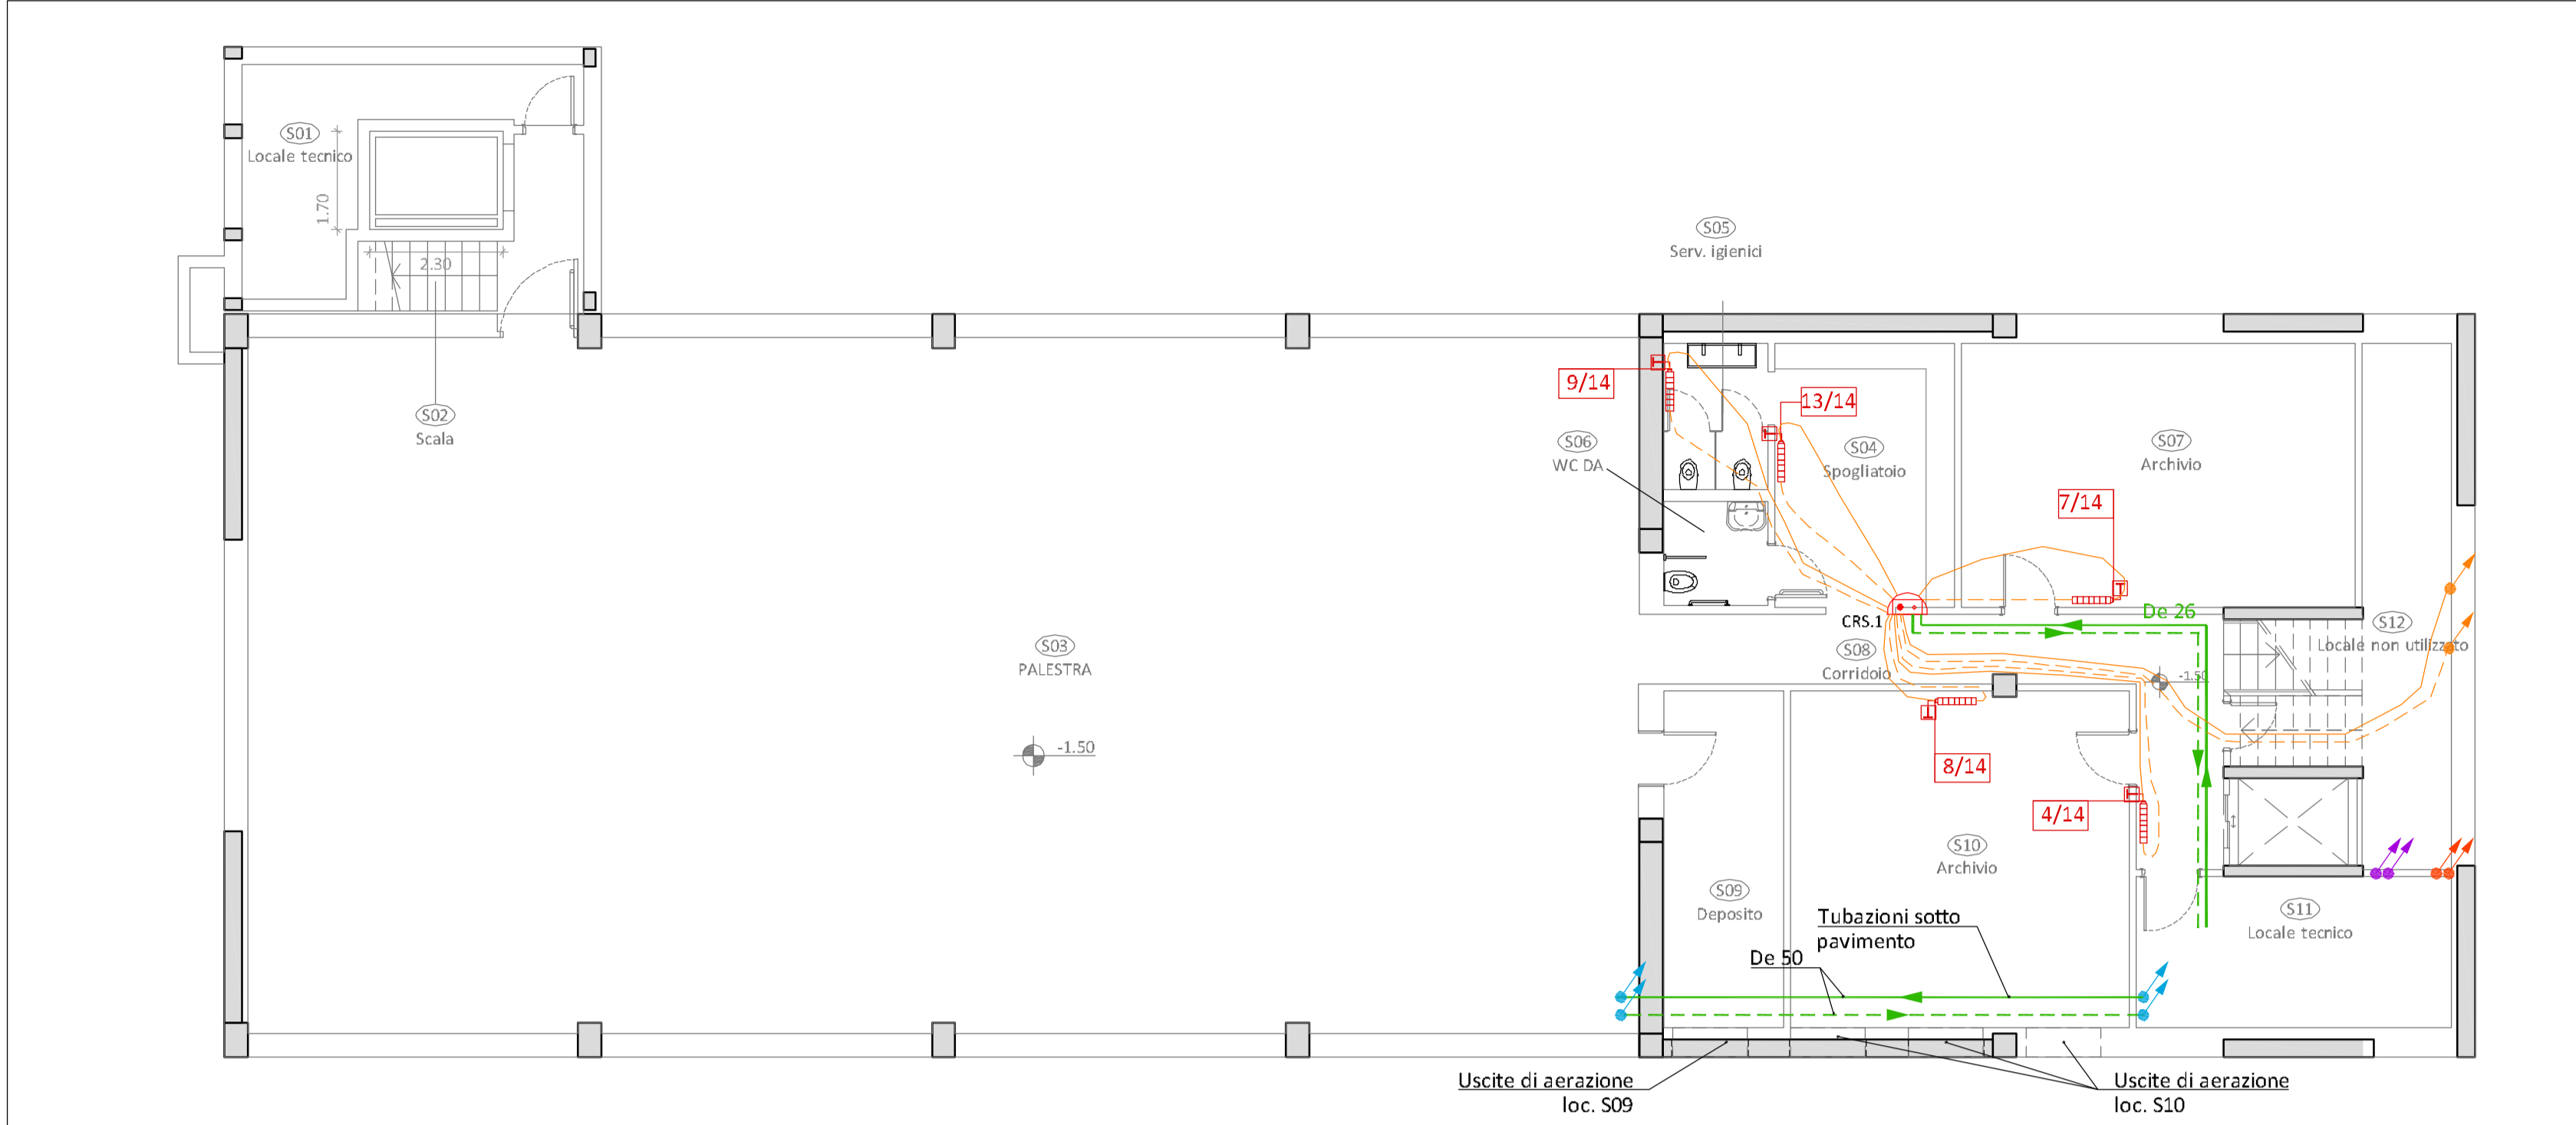 S01
Locale tecnico
1.70
2.30
S02
Scala
S05
Serv. igienici
9/14
13/14
S06
WC DA
S04
Spogliatoio
S07
Archivio
7/14
De 26
CRS.1
S12
Locale non utilizzato
S03
PALESTRA
S08
Corridoio
-1.50
-1.50
8/14
4/14
S10
Archivio
S09
Deposito
S11
Locale tecnico
Tubazioni sotto
pavimento
De 50
Uscite di aerazione
loc. S09
Uscite di aerazione
loc. S10